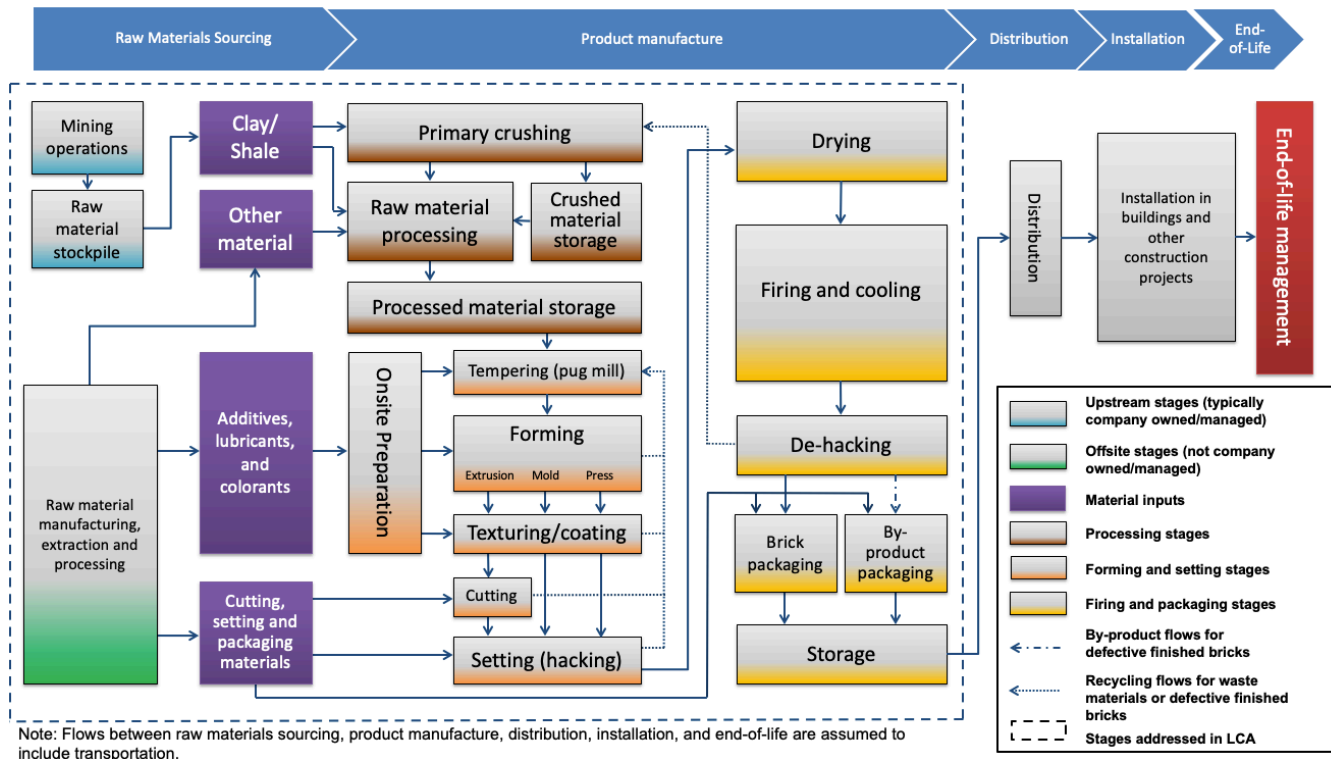 Raw Materials Sourcing
Product manufacture
Distribution
Installation
End-
of-Life
Mining
operations
Raw
material
stockpile
Clay/
Shale
Other
material
Primary crushing
Raw material
processing
Crushed
material
storage
Processed material storage
Raw material
manufacturing,
extraction and
processing
Additives,
lubricants,
and
colorants
Cutting,
setting and
packaging
materials
Onsite Preparation
Tempering (pug mill)
Forming
Extrusion Mold Press
Texturing/coating
Cutting
Setting (hacking)
Drying
Firing and cooling
De-hacking
Brick
packaging
By-
product
packaging
Storage
Distribution
Installation in
buildings and
other
construction
projects
End-of-life management
Upstream stages (typically
company owned/managed)
Offsite stages (not company
owned/managed)
Material inputs
Processing stages
Forming and setting stages
Firing and packaging stages
By-product flows for
defective finished bricks
Recycling flows for waste
materials or defective finished
bricks
Stages addressed in LCA
Note: Flows between raw materials sourcing, product manufacture, distribution, installation, and end-of-life are assumed to
include transportation.